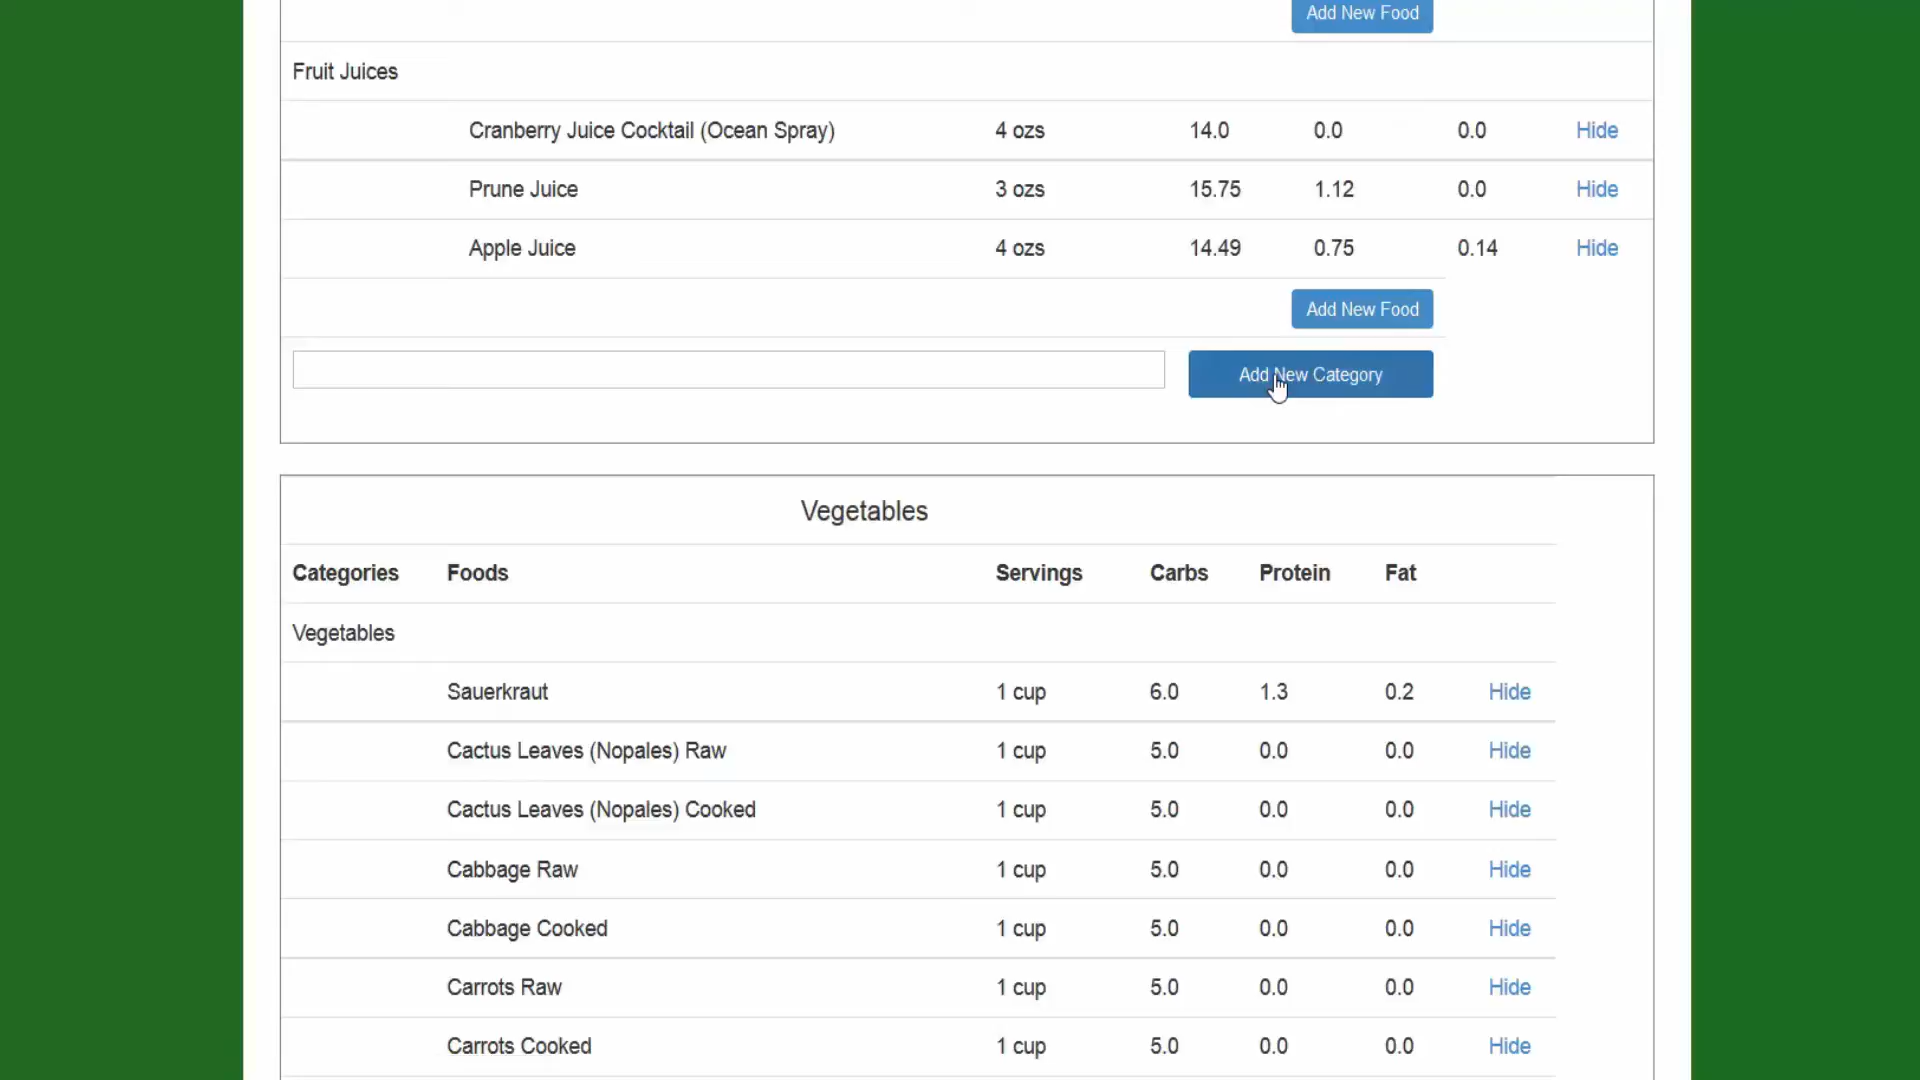 Add New Food
Fruit Juices
Cranberry Juice Cocktail (Ocean Spray) 4 ozs 14.0 0.0 0.0 Hide
Prune Juice 3 ozs 15.75 1.12 0.0 Hide
Apple Juice 4 ozs 14.49 0.75 0.14 Hide
Add New Food
Add New Category
Vegetables
Categories Foods Servings Carbs Protein Fat
Vegetables
Sauerkraut 1 cup 6.0 1.3 0.2 Hide
Cactus Leaves (Nopales) Raw 1 cup 5.0 0.0 0.0 Hide
Cactus Leaves (Nopales) Cooked 1 cup 5.0 0.0 0.0 Hide
Cabbage Raw 1 cup 5.0 0.0 0.0 Hide
Cabbage Cooked 1 cup 5.0 0.0 0.0 Hide
Carrots Raw 1 cup 5.0 0.0 0.0 Hide
Carrots Cooked 1 cup 5.0 0.0 0.0 Hide